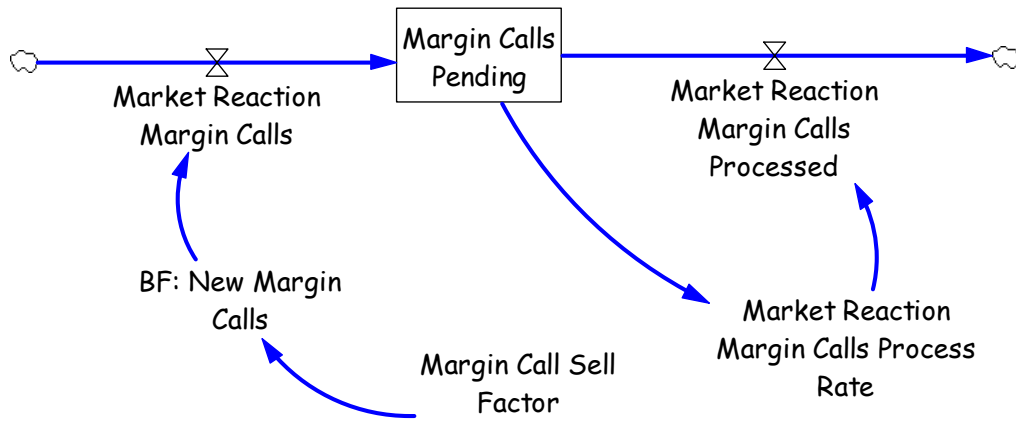 Margin Calls
Pending
Market Reaction
Margin Calls
Market Reaction
Margin Calls
Processed
BF: New Margin
Calls
Market Reaction
Margin Calls Process
Rate
Margin Call Sell
Factor